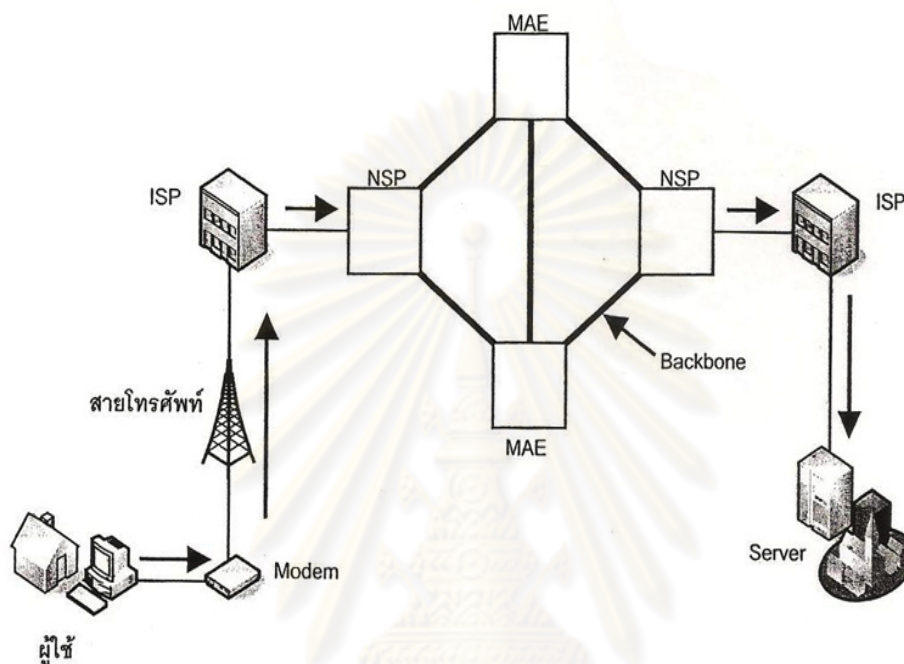 MAE
NSP
NSP
ISP
ISP
Backbone
สายโทรศัพท์
MAE
Modem
Server
ผู้ใช้